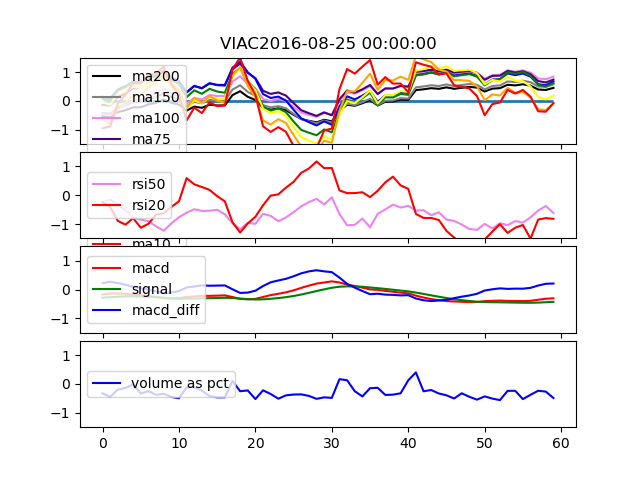 VIAC2016-08-25 00:00:00
1
0
−1
ma200
ma150
ma100
ma75
1
0
−1
rsi50
rsi20
ma10
1
0
−1
macd
signal
macd_diff
1
0
−1
volume as pct
0 10 20 30 40 50 60